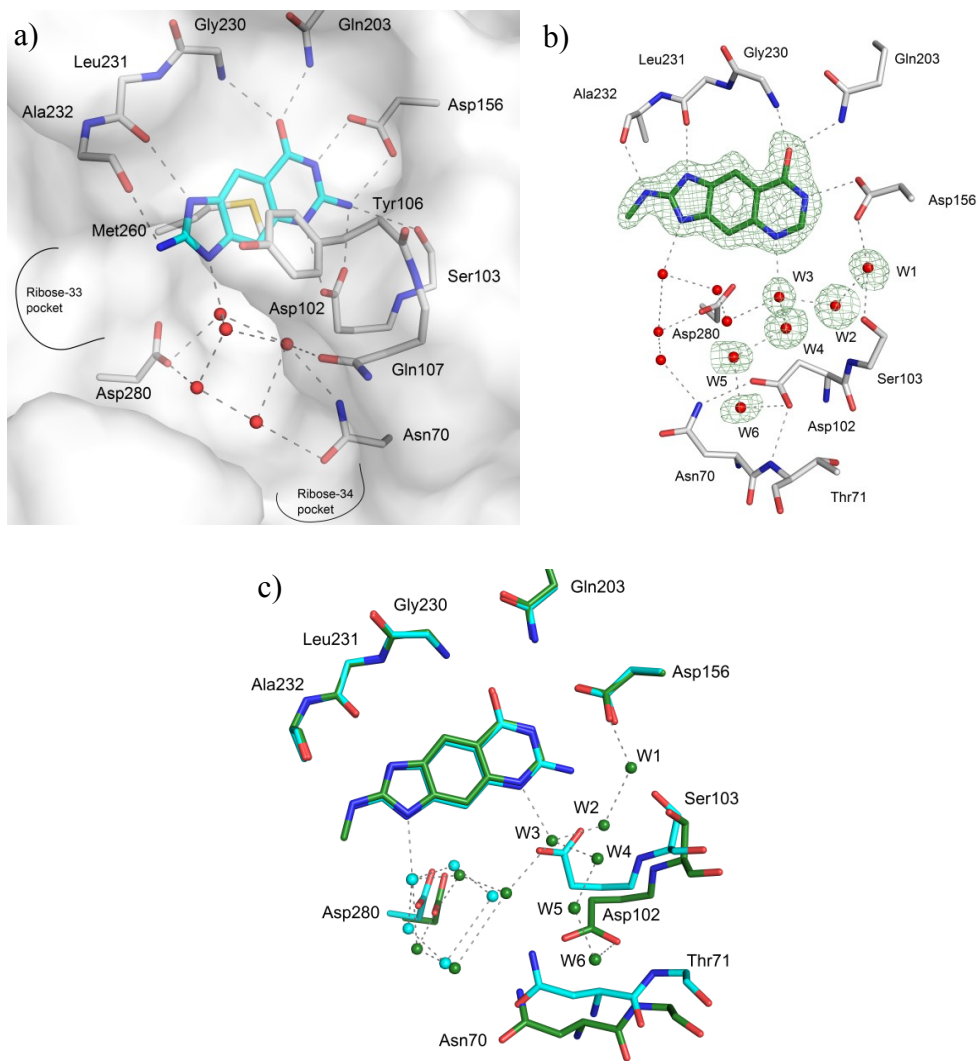 a)
Gly230
Gln203
Leu231
Asp156
Ala232
Met260
Tyr106
Ribose-33
pocket
Asp102
Ser103
Asp280
Gln107
Asn70
Ribose-34
pocket
b)
Gly230
Leu231
Gln203
Ala232
Asp156
W3
W1
Asp280
W2
W4
W5
Ser103
W6
Asp102
Asn70
Thr71
c)
Gln203
Gly230
Leu231
Asp156
Ala232
W1
W2
Ser103
W3
W4
Asp280
W5
Asp102
W6
Thr71
Asn70